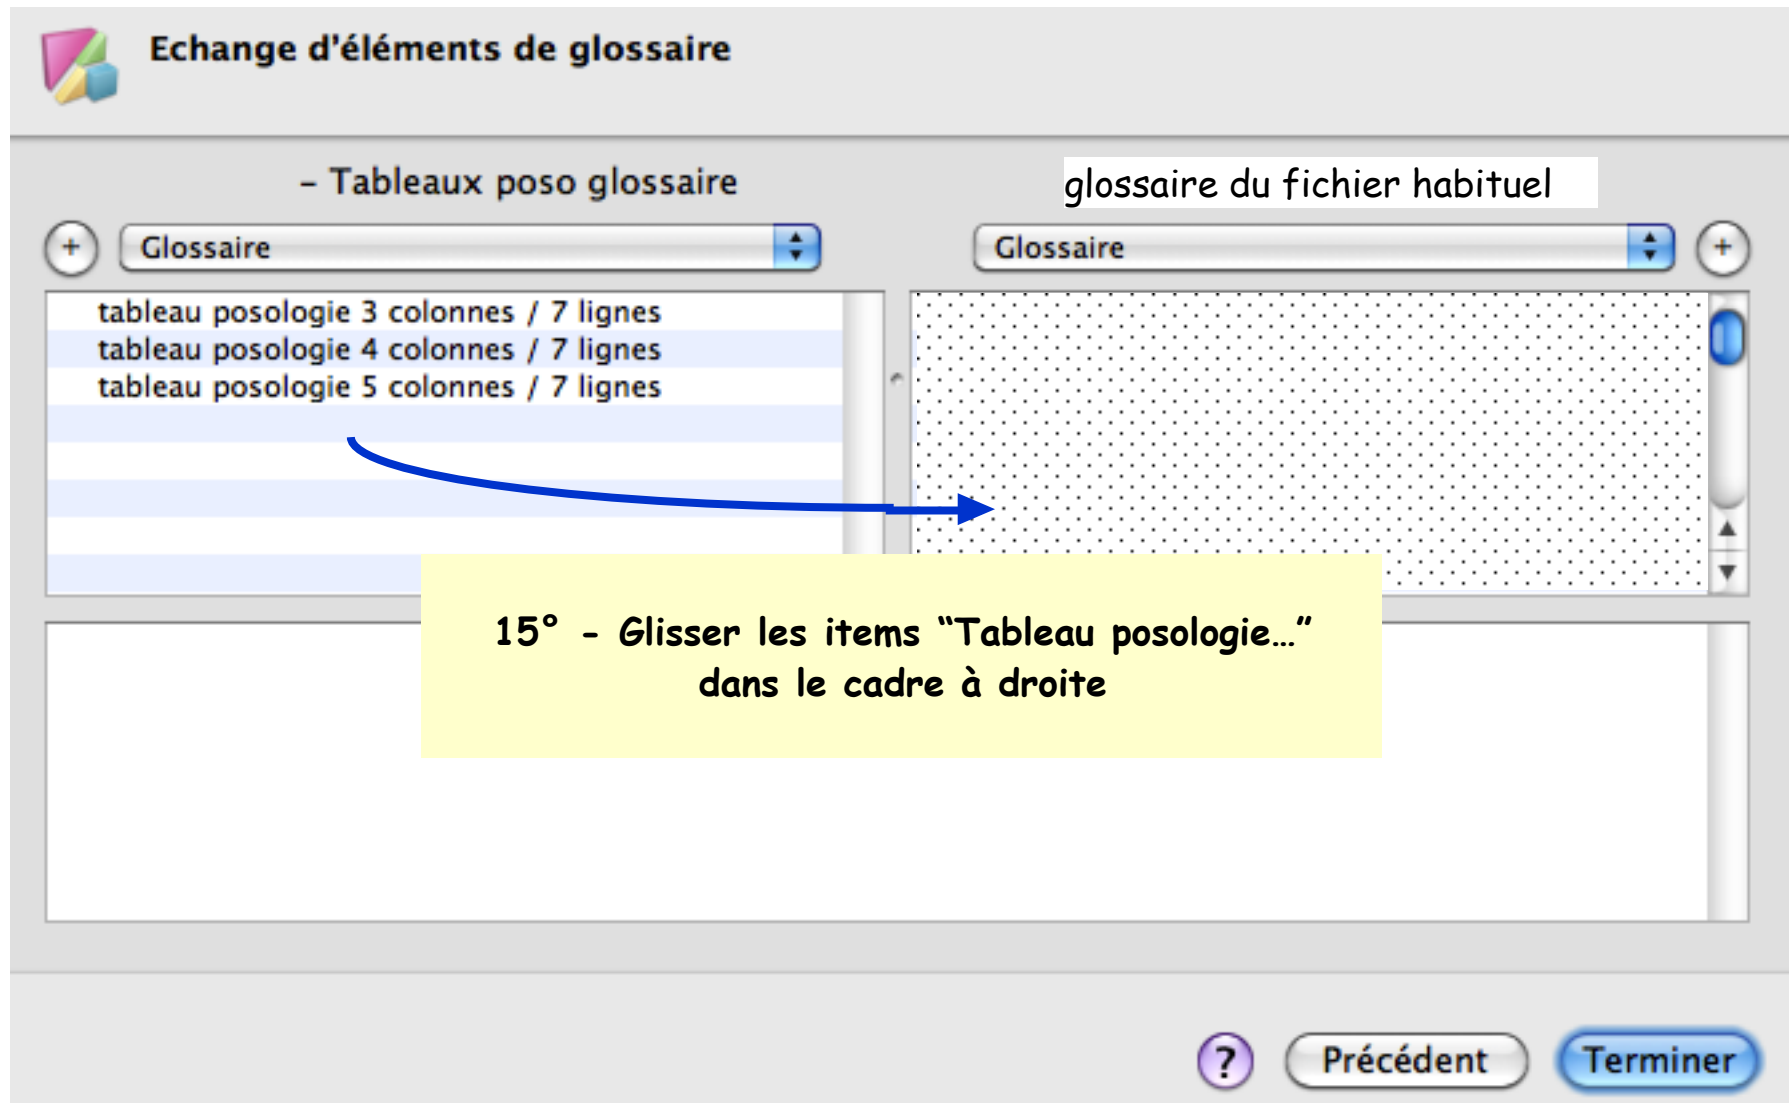 Echange d'éléments de glossaire
– Tableaux poso glossaire
glossaire du fichier habituel
+
Glossaire
Glossaire
+
tableau posologie 3 colonnes / 7 lignes
tableau posologie 4 colonnes / 7 lignes
tableau posologie 5 colonnes / 7 lignes
15° - Glisser les items “Tableau posologie…”
dans le cadre à droite
?
Précédent
Terminer